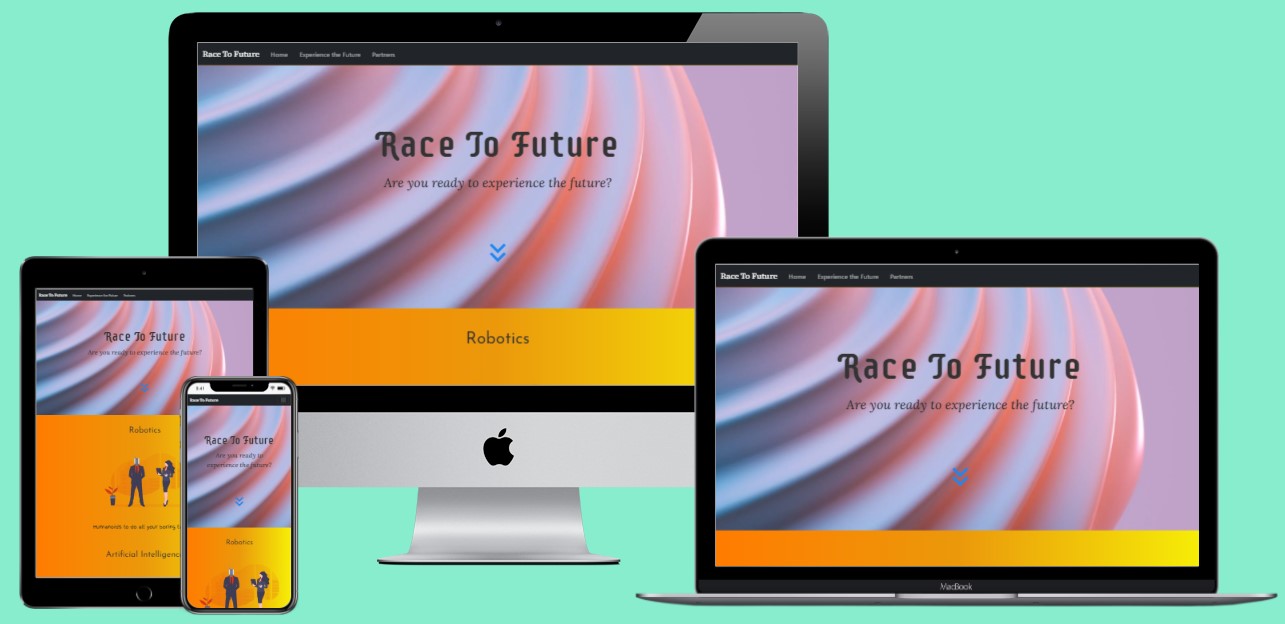 Race To Future Home Experience the Future Partners
Race To Future
Are you ready to experience the future?
Robotics
Race To Future Home Experience the Future Partners
Race To Future
Are you ready to experience the future?
Robotics
Humanoids to do all your boring
Artificial Intelligenc
9:41
Race To Future
Race To Future
Are you ready to
experience the future?
Robotics
Race To Future Home Experience the Future Partners
Race To Future
Are you ready to experience the future?
MacBook